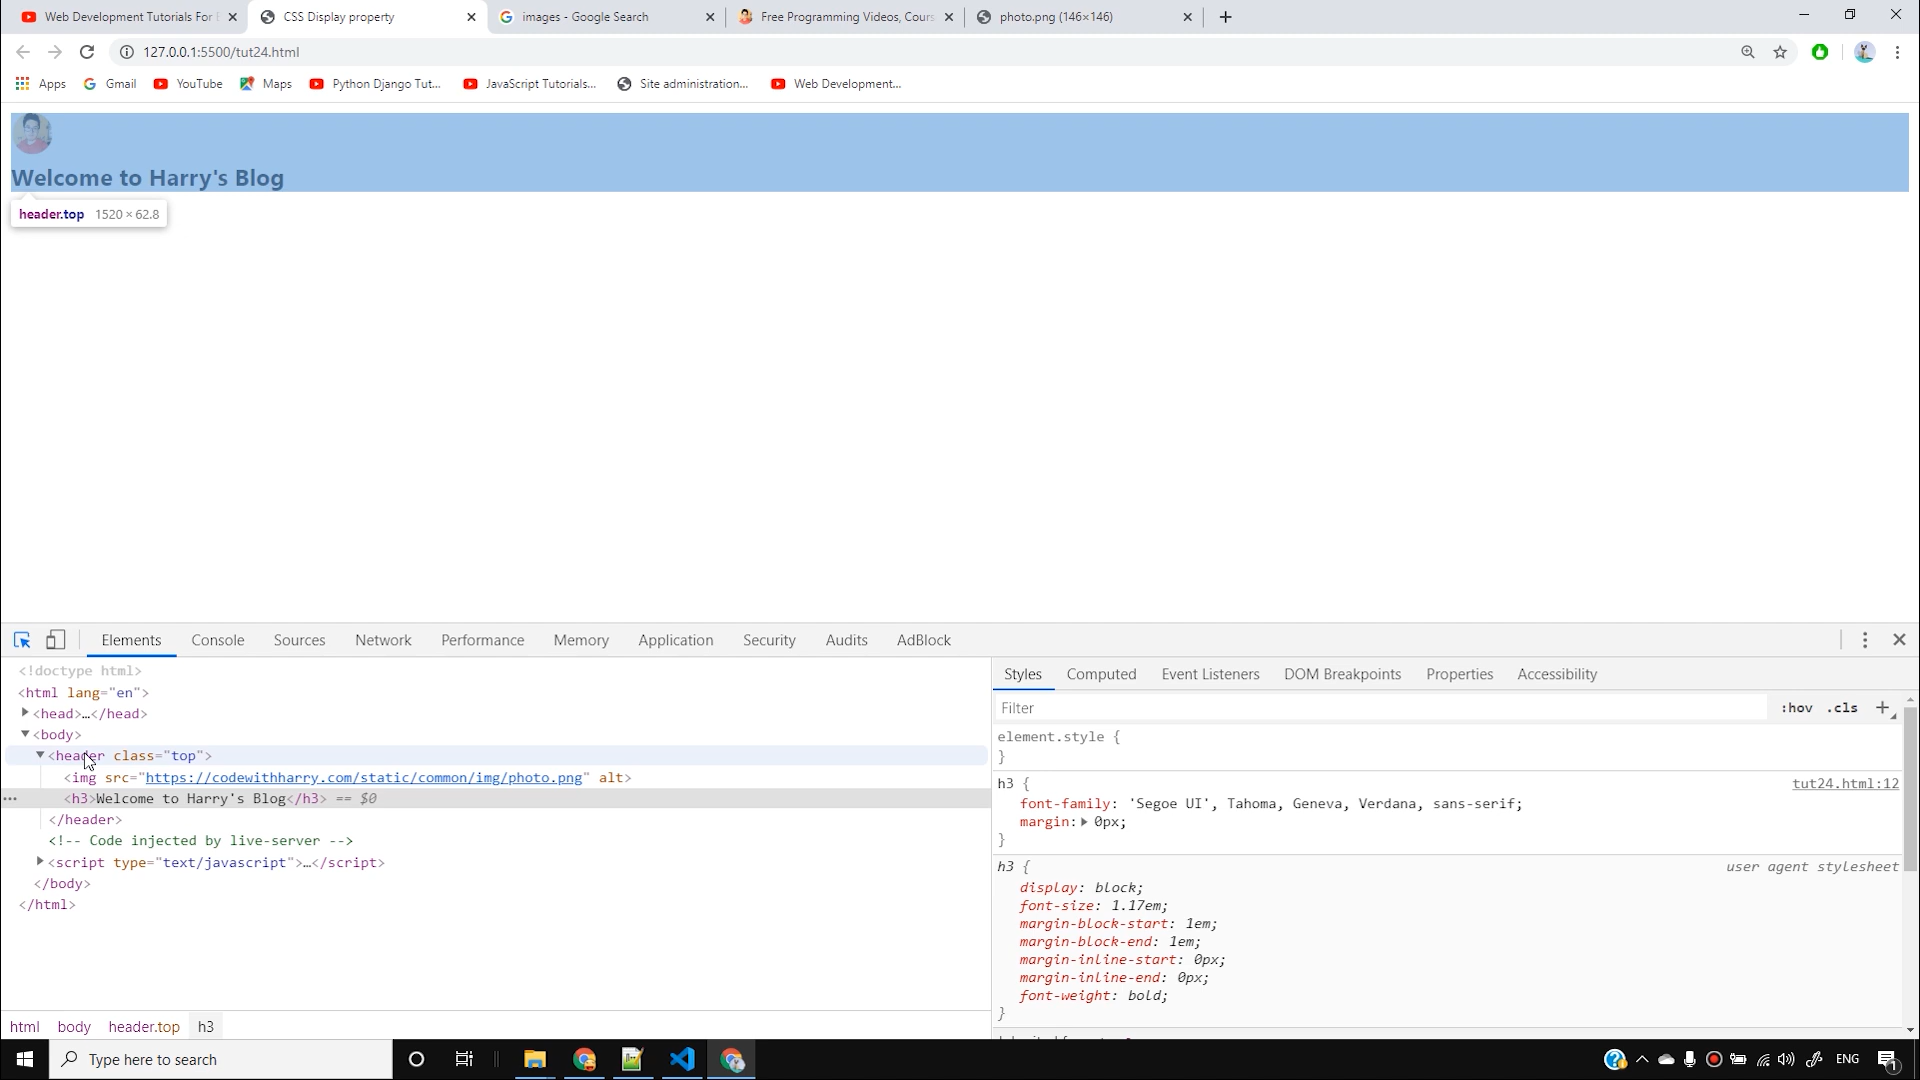 Web Development Tutorials For
CSS Display property
images - Google Search
Free Programming Videos, Cours
photo.png (146×146)
127.0.0.1:5500/tut24.html
Apps
Gmail
YouTube
Maps
Python Django Tut...
JavaScript Tutorials...
Site administration...
Web Development...
Welcome to Harry's Blog
header.top 1520 × 62.8
Elements
Console
Sources
Network
Performance
Memory
Application
Security
Audits
AdBlock
<!doctype html>
<html lang="en">
<head>…</head>
<body>
<header class="top">
<img src="https://codewithharry.com/static/common/img/photo.png" alt>
<h3>Welcome to Harry's Blog</h3> == $0
</header>
<!-- Code injected by live-server -->
<script type="text/javascript">…</script>
</body>
</html>
html body header.top h3
Styles
Computed
Event Listeners
DOM Breakpoints
Properties
Accessibility
Filter
:hov .cls +
element.style {
}
h3 { tut24.html:12
font-family: 'Segoe UI', Tahoma, Geneva, Verdana, sans-serif;
margin: 0px;
}
h3 { user agent stylesheet
display: block;
font-size: 1.17em;
margin-block-start: 1em;
margin-block-end: 1em;
margin-inline-start: 0px;
margin-inline-end: 0px;
font-weight: bold;
}
Type here to search
ENG
1